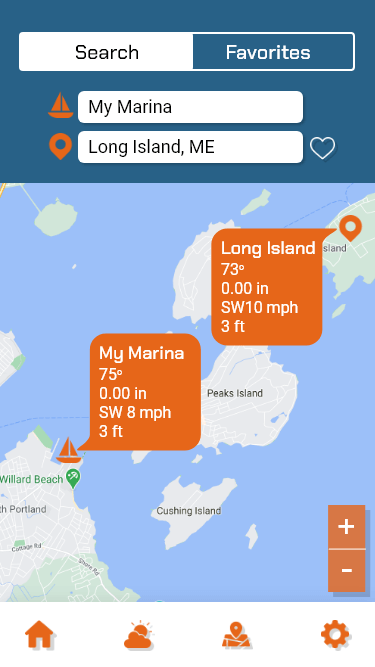 Search
Favorites
My Marina
Long Island, ME
Long Island
sland
73º
0.00 in
SW10 mph
3 ft
My Marina
75º
0.00 in
SW 8 mph
3 ft
Peaks Island
Willard Beach
th Portland
Cushing Island
Cottage Rd
Shore Rd
+
-